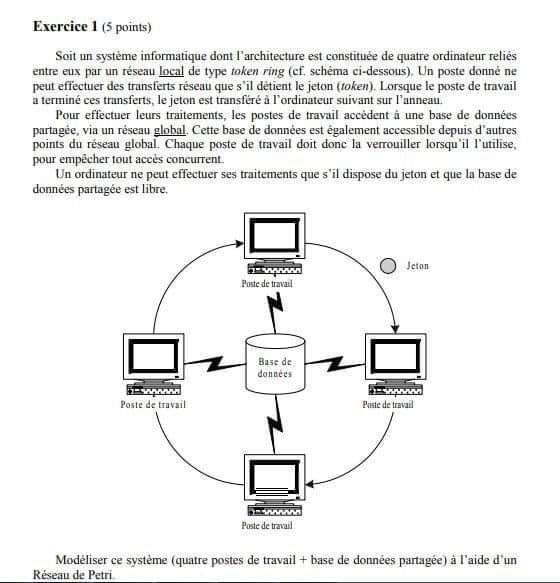 Exercice 1 (5 points)
Soit un système informatique dont l'architecture est constituée de quatre ordinateur reliés
entre eux par un réseau local de type token ring (cf. schéma ci-dessous). Un poste donné ne
peut effectuer des transferts réseau que s'il détient le jeton (token). Lorsque le poste de travail
a terminé ces transferts, le jeton est transféré à l'ordinateur suivant sur l'anneau.
Pour effectuer leurs traitements, les postes de travail accèdent à une base de données
partagée, via un réseau global. Cette base de données est également accessible depuis d'autres
points du réseau global. Chaque poste de travail doit donc la verrouiller lorsqu'il l'utilise,
pour empêcher tout accès concurrent.
Un ordinateur ne peut effectuer ses traitements que s'il dispose du jeton et que la base de
données partagée est libre.
Jeton
Poste de travail
Base de
données
Poste de travail
Poste de travail
Poste de travail
Modéliser ce système (quatre postes de travail + base de données partagée) à l'aide d'un
Réseau de Petri.